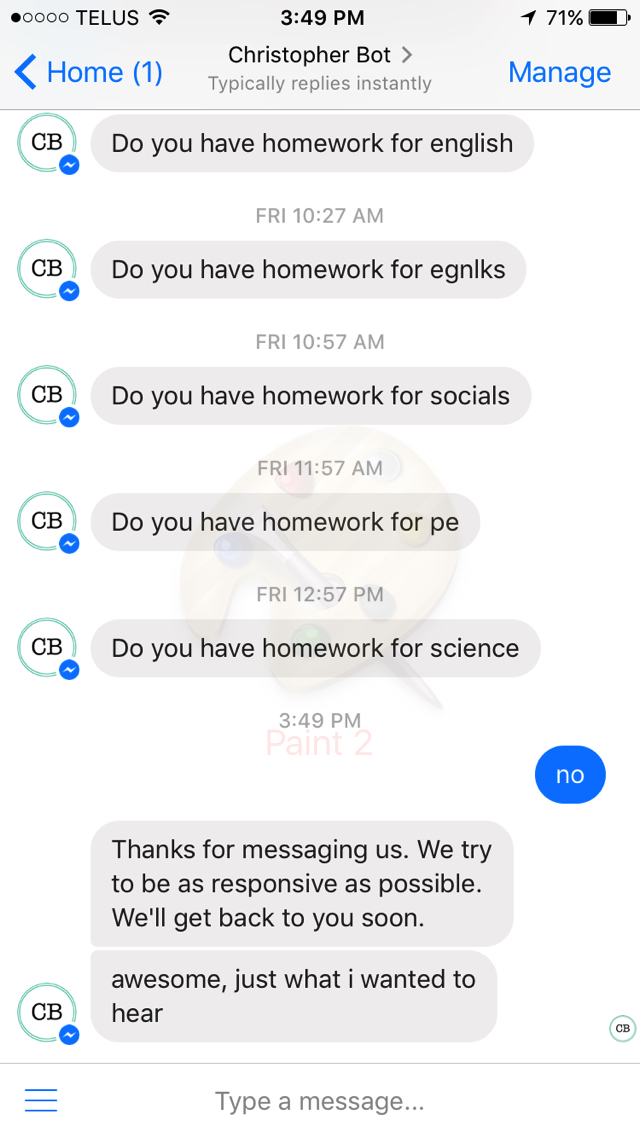 TELUS 3:49 PM 71%
Home (1) Christopher Bot Manage
Typically replies instantly
CB Do you have homework for english
FRI 10:27 AM
CB Do you have homework for egnlks
FRI 10:57 AM
CB Do you have homework for socials
FRI 11:57 AM
CB Do you have homework for pe
FRI 12:57 PM
CB Do you have homework for science
3:49 PM
Paint 2
no
Thanks for messaging us. We try
to be as responsive as possible.
We'll get back to you soon.
awesome, just what i wanted to
hear
CB
CB
Type a message...